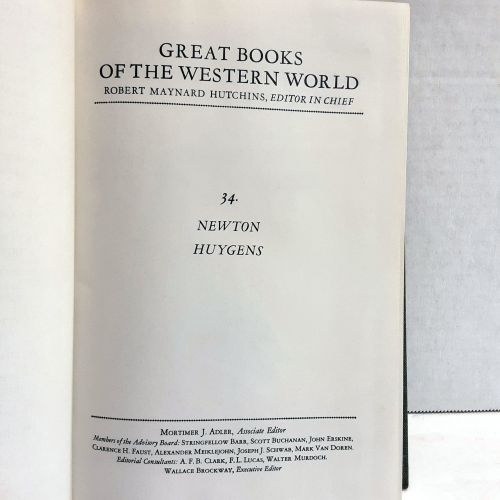 GREAT BOOKS
OF THE WESTERN WORLD
ROBERT MAYNARD HUTCHINS, EDITOR IN CHIEF
34.
NEWTON
HUYGENS
MORTIMER J. ADLER, Associate Editor
Members of the Advisory Board: STRINGFELLOW BARR, SCOTT BUCHANAN, JOHN ERSKINE,
CLARENCE H. FAUST, ALEXANDER MEIKLEJOHN, JOSEPH J. SCHWAB, MARK VAN DOREN.
Editorial Consultants: A. F. B. CLARK, F. L. LUCAS, WALTER MURDOCH.
WALLACE BROCKWAY, Executive Editor